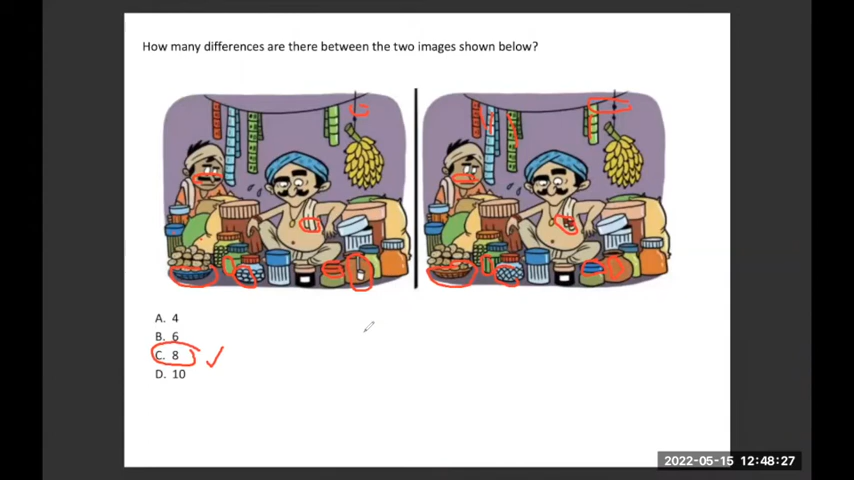 How many differences are there between the two images shown below?
A. 4
B. 6
C. 8
D. 10
2022-05-15 12:48:27